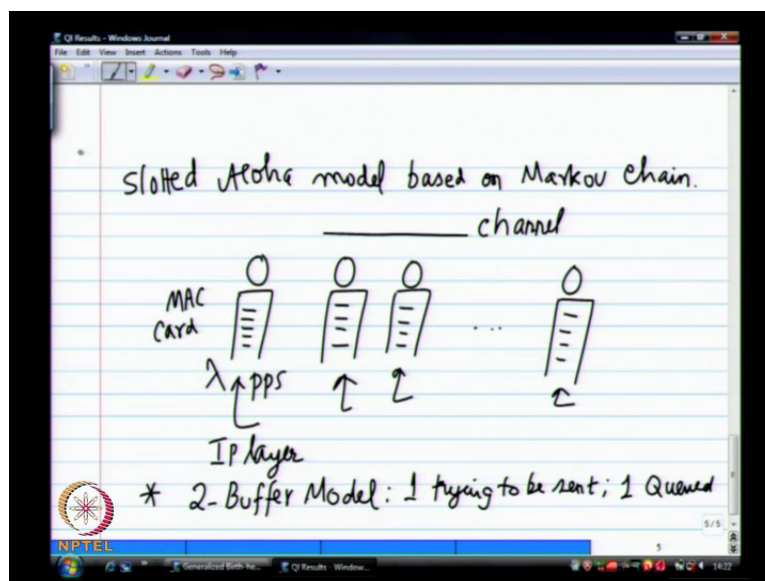 QI Results - Windows Journal
File Edit View Insert Actions Tools Help
Slotted Aloha model based on Markov chain.
channel
MAC
Card
...
λ pps
IP layer
* 2-Buffer Model: 1 trying to be sent; 1 Queued
5/5
NPTEL
5
Generalized Birth-he... QI Results - Window... 14:22